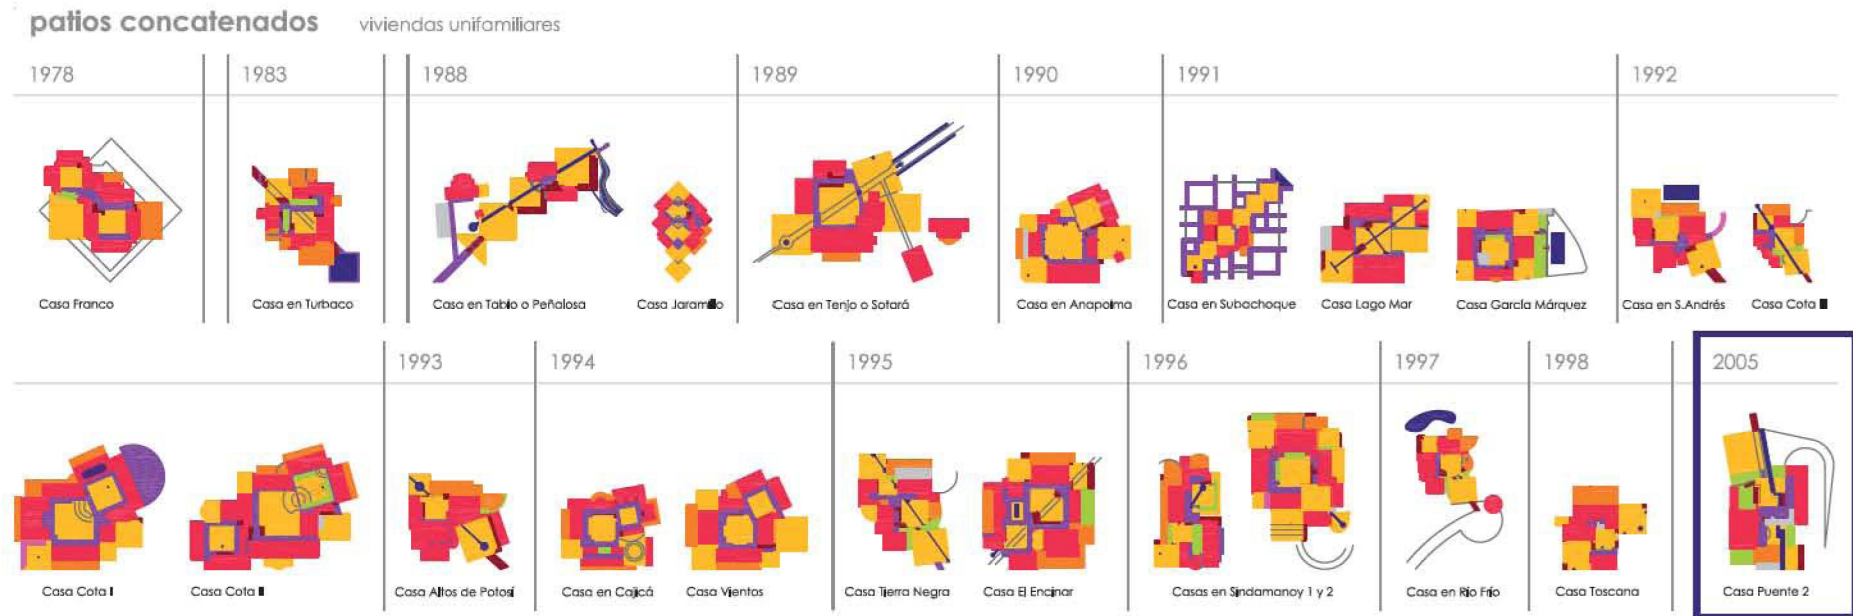 patios concatenados viviendas unifamiliares
1978 1983 1988 1989 1990 1991 1992
Casa Franco Casa en Turbaco Casa en Tabio o Peñalosa Casa Jaramillo Casa en Tenjo o Sotará Casa en Anapoima Casa en Subachoque Casa Lago Mar Casa García Márquez Casa en S.Andrés Casa Cota
1993 1994 1995 1996 1997 1998 2005
Casa Cota I Casa Cota Casa Altos de Potosí Casa en Cajicá Casa Vientos Casa Tierra Negra Casa El Encinar Casas en Sindamanoy 1 y 2 Casa en Río Frío Casa Toscana Casa Puente 2